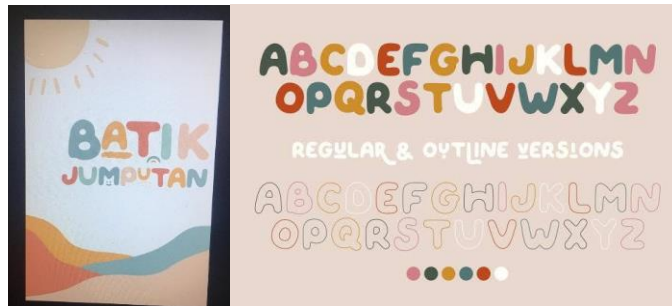 BATIK
JUMPUTAN
ABCDEFGHIJKLMN
OPQRSTUVWXYZ
REGULAR & OUTLINE VERSIONS
ABCDEFGHIJKLMN
OPQRSTUVWXYZ